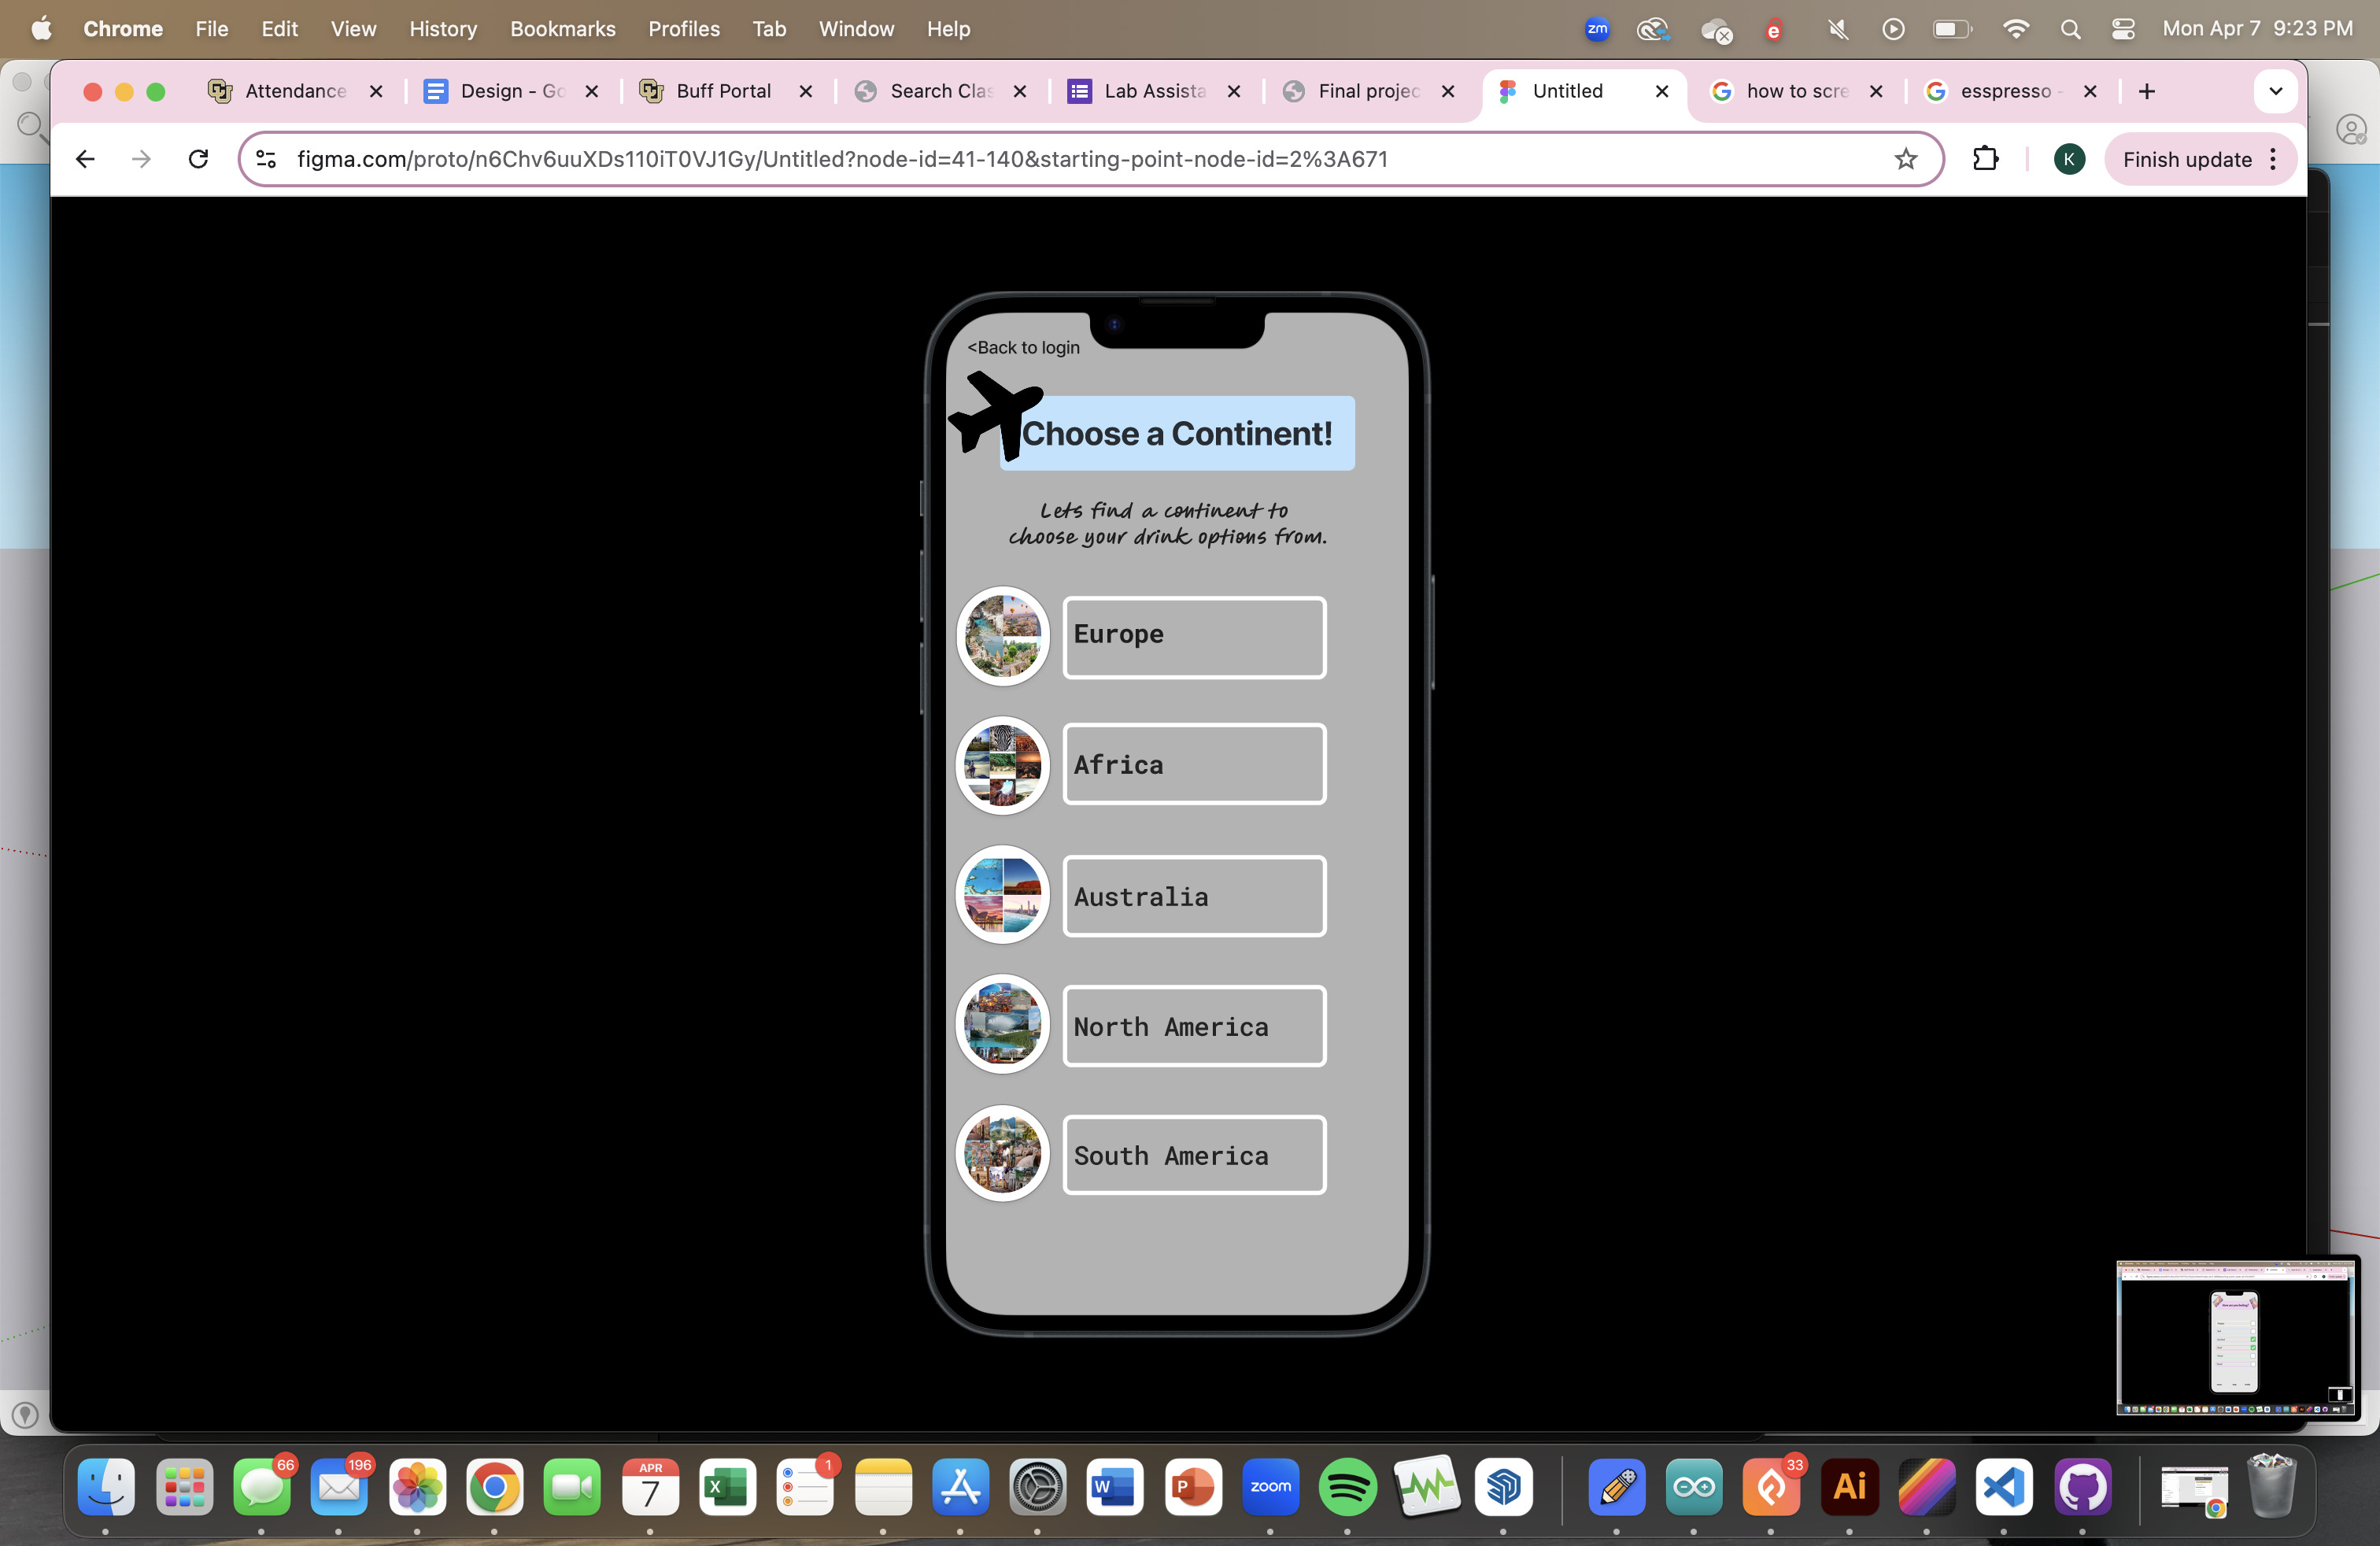 Chrome File Edit View History Bookmarks Profiles Tab Window Help zm e Mon Apr 7 9:23 PM
Attendance Design - Go Buff Portal Search Clas Lab Assista Final projec Untitled how to scre esspresso -
figma.com/proto/n6Chv6uuXDs110iT0VJ1Gy/Untitled?node-id=41-140&starting-point-node-id=2%3A671 K Finish update
<Back to login
Choose a Continent!
Lets find a continent to
choose your drink options from.
Europe
Africa
Australia
North America
South America
66 196 APR 7 X 1 W P zoom 33 Ai